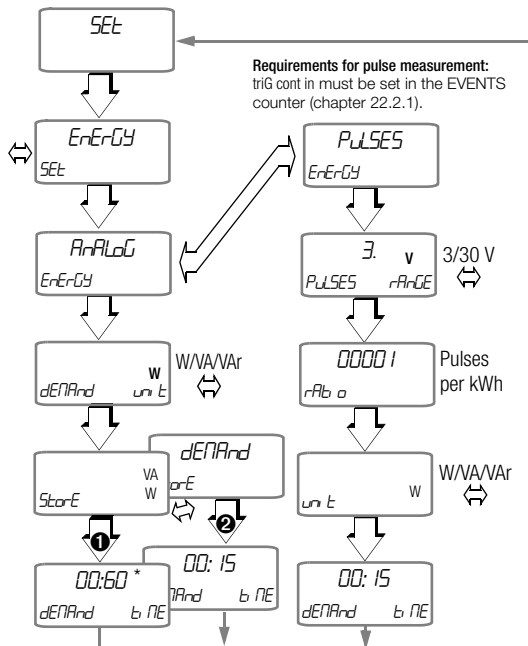 SEt
Requirements for pulse measurement:
triG cont in must be set in the EVENTS
counter (chapter 22.2.1).
EnErGY
SEt
PuLSES
EnErGY
AnALoG
EnErGY
3. V
PuLSES rAnGE
3/30 V
W
dEMAnd unit
W/VA/VAr
00001
rAtio
Pulses
per kWh
VA
W
StorE
dEMAnd
orE
unit W
W/VA/VAr
1
2
00:60 *
dEMAnd tiME
00:15
MAnd tiME
00:15
dEMAnd tiME